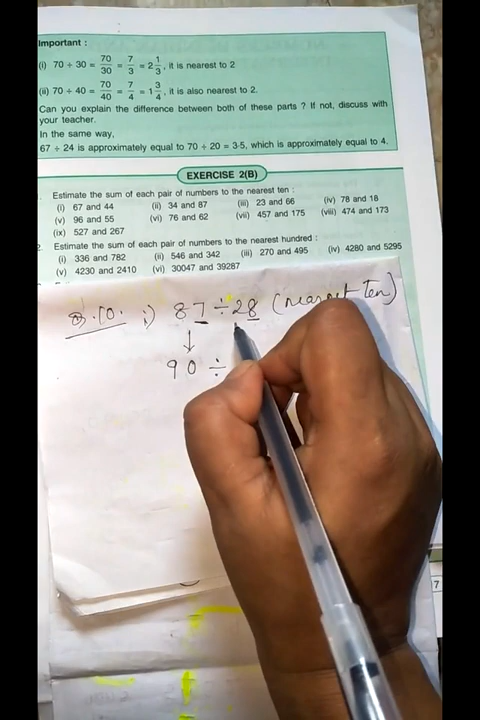 Important :
(i) 70 ÷ 30 = 70/30 = 7/3 = 2 1/3, it is nearest to 2
(ii) 70 ÷ 40 = 70/40 = 7/4 = 1 3/4, it is also nearest to 2.
Can you explain the difference between both of these parts ? If not, discuss with
your teacher.
In the same way,
67 ÷ 24 is approximately equal to 70 ÷ 20 = 3·5, which is approximately equal to 4.
EXERCISE 2(B)
Estimate the sum of each pair of numbers to the nearest ten :
(i) 67 and 44 (ii) 34 and 87 (iii) 23 and 66 (iv) 78 and 18
(v) 96 and 55 (vi) 76 and 62 (vii) 457 and 175 (viii) 474 and 173
(ix) 527 and 267
2. Estimate the sum of each pair of numbers to the nearest hundred :
(i) 336 and 782 (ii) 546 and 342 (iii) 270 and 495 (iv) 4280 and 5295
(v) 4230 and 2410 (vi) 30047 and 39287
Q.10. i) 87 ÷ 28 (nearest ten)
90 ÷
7